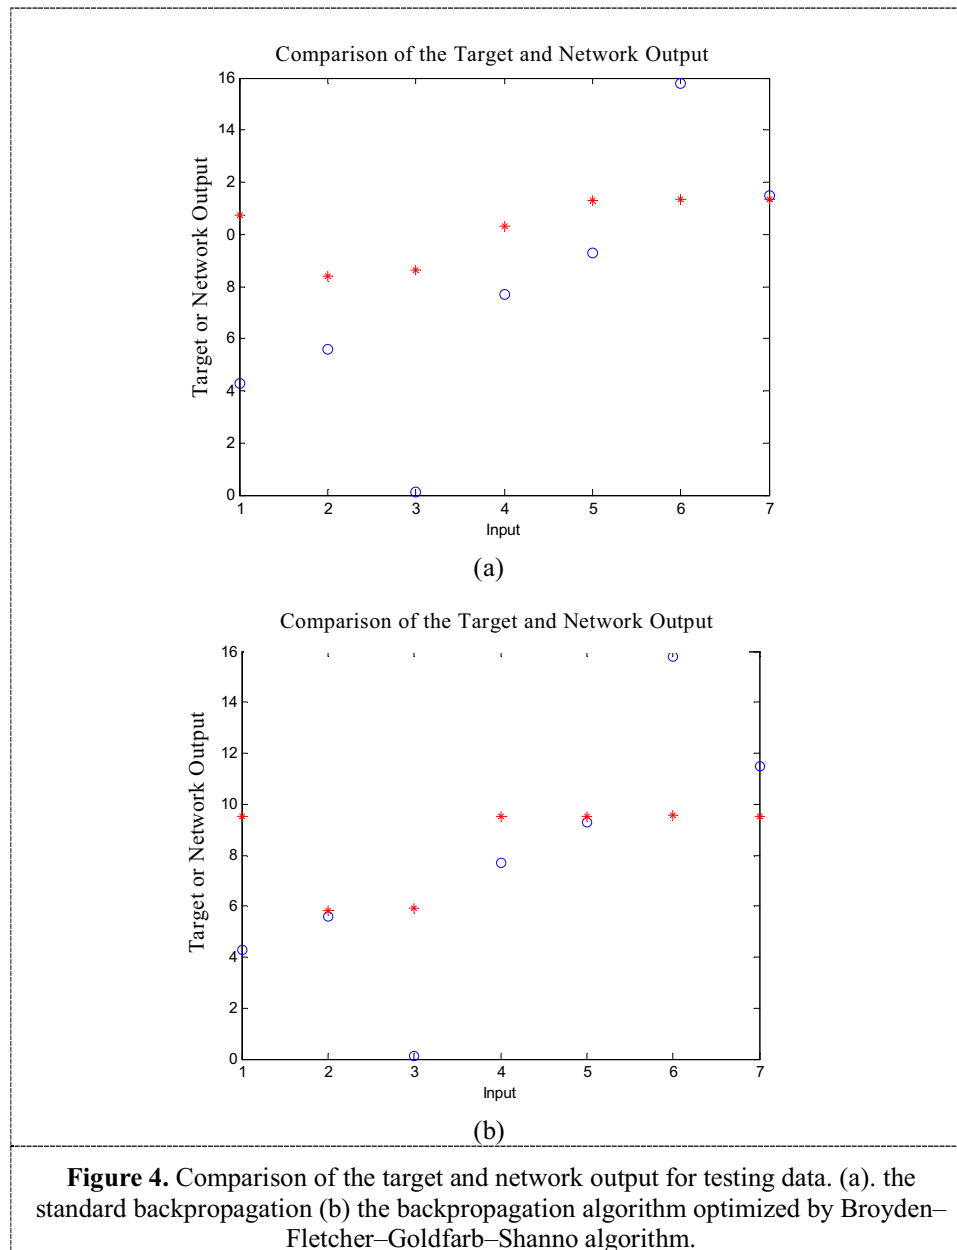 Comparison of the Target and Network Output
Target or Network Output
16
14
2
0
8
6
4
2
0
1 2 3 4 5 6 7
Input
(a)
Comparison of the Target and Network Output
Target or Network Output
16
14
12
10
8
6
4
2
0
1 2 3 4 5 6 7
Input
(b)
Figure 4. Comparison of the target and network output for testing data. (a). the
standard backpropagation (b) the backpropagation algorithm optimized by Broyden–
Fletcher–Goldfarb–Shanno algorithm.